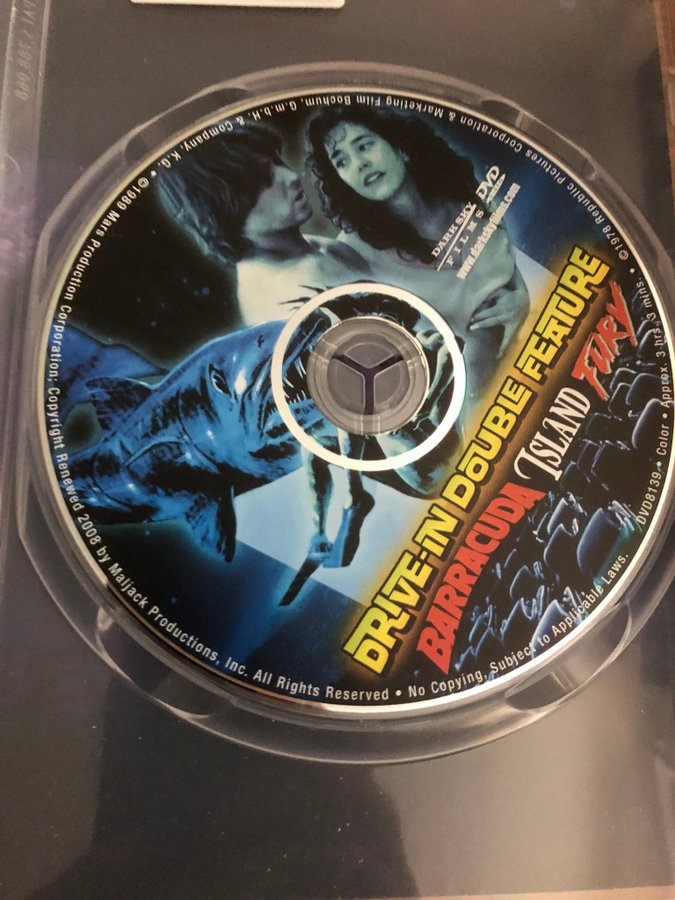 DRIVE-IN DOUBLE FEATURE
BARRACUDA ISLAND FURY
DARK SKY DVD
FILMS
www.darkskyfilms.com
©1978 Republic Pictures Corporation & Marketing Film Bochum, G.m.b.H & Company, K.G. • ©1989 Mars Production Corporation; Copyright Renewed 2008 by Maljack Productions, Inc. All Rights Reserved • No Copying, Subject to Applicable Laws. DVD8139 • Color • Approx. 3 hrs. 3 mins. •